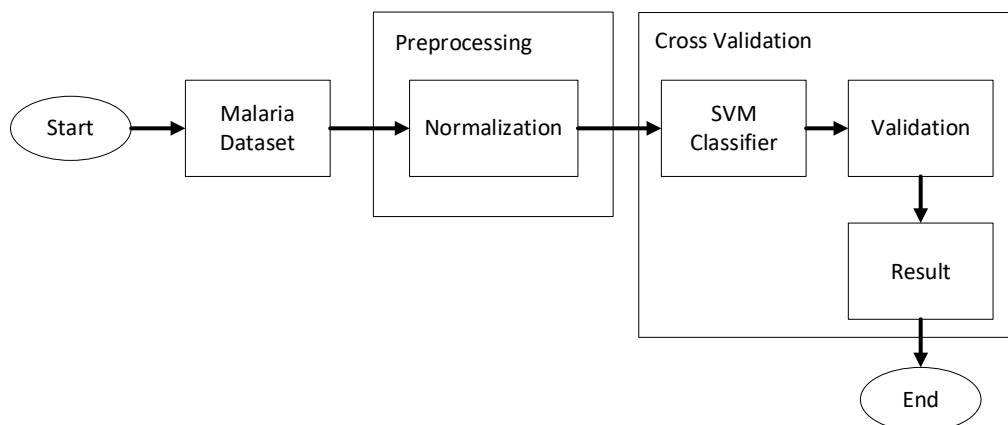 Preprocessing
Cross Validation
Start
Malaria
Dataset
Normalization
SVM
Classifier
Validation
Result
End